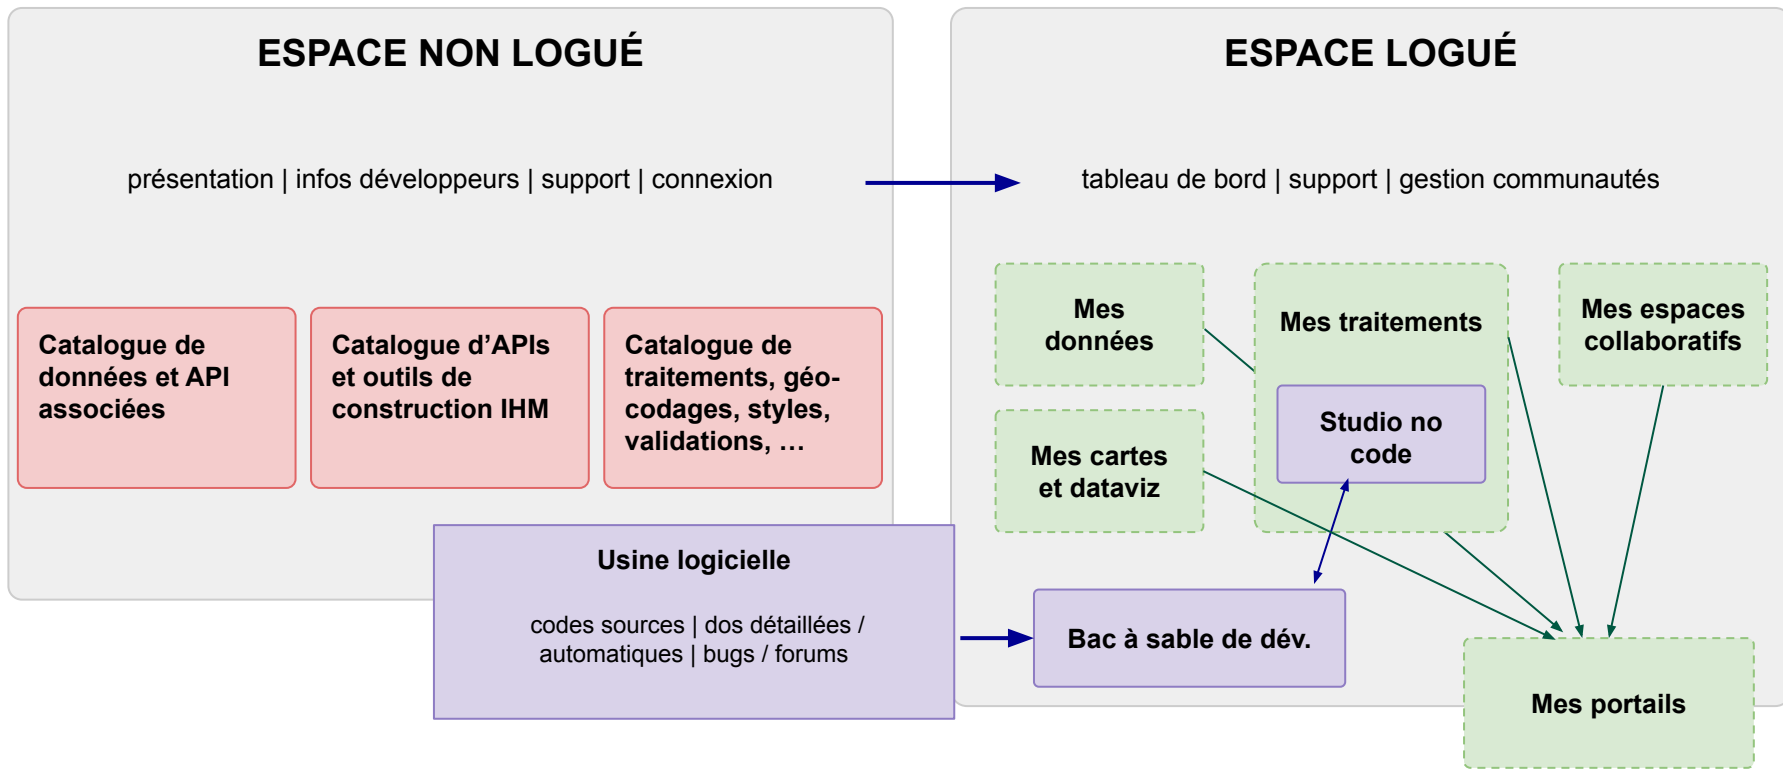 ESPACE NON LOGUÉ
présentation | infos développeurs | support | connexion
Catalogue de
données et API
associées
Catalogue d’APIs
et outils de
construction IHM
Catalogue de
traitements, géo-
codages, styles,
validations, …
Usine logicielle
codes sources | dos détaillées /
automatiques | bugs / forums
ESPACE LOGUÉ
tableau de bord | support | gestion communautés
Mes
données
Mes traitements
Mes espaces
collaboratifs
Studio no
code
Mes cartes
et dataviz
Bac à sable de dév.
Mes portails